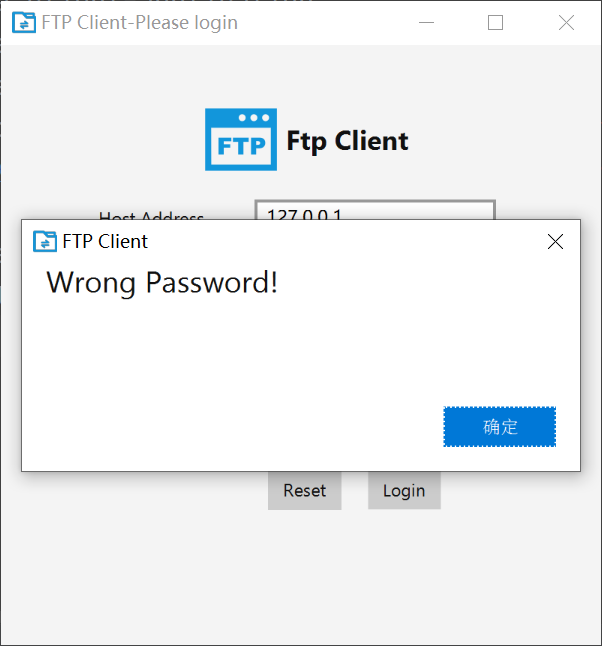 FTP Client-Please login
FTP
Ftp Client
Host Address
127.0.0.1
FTP Client
Wrong Password!
确定
Reset
Login